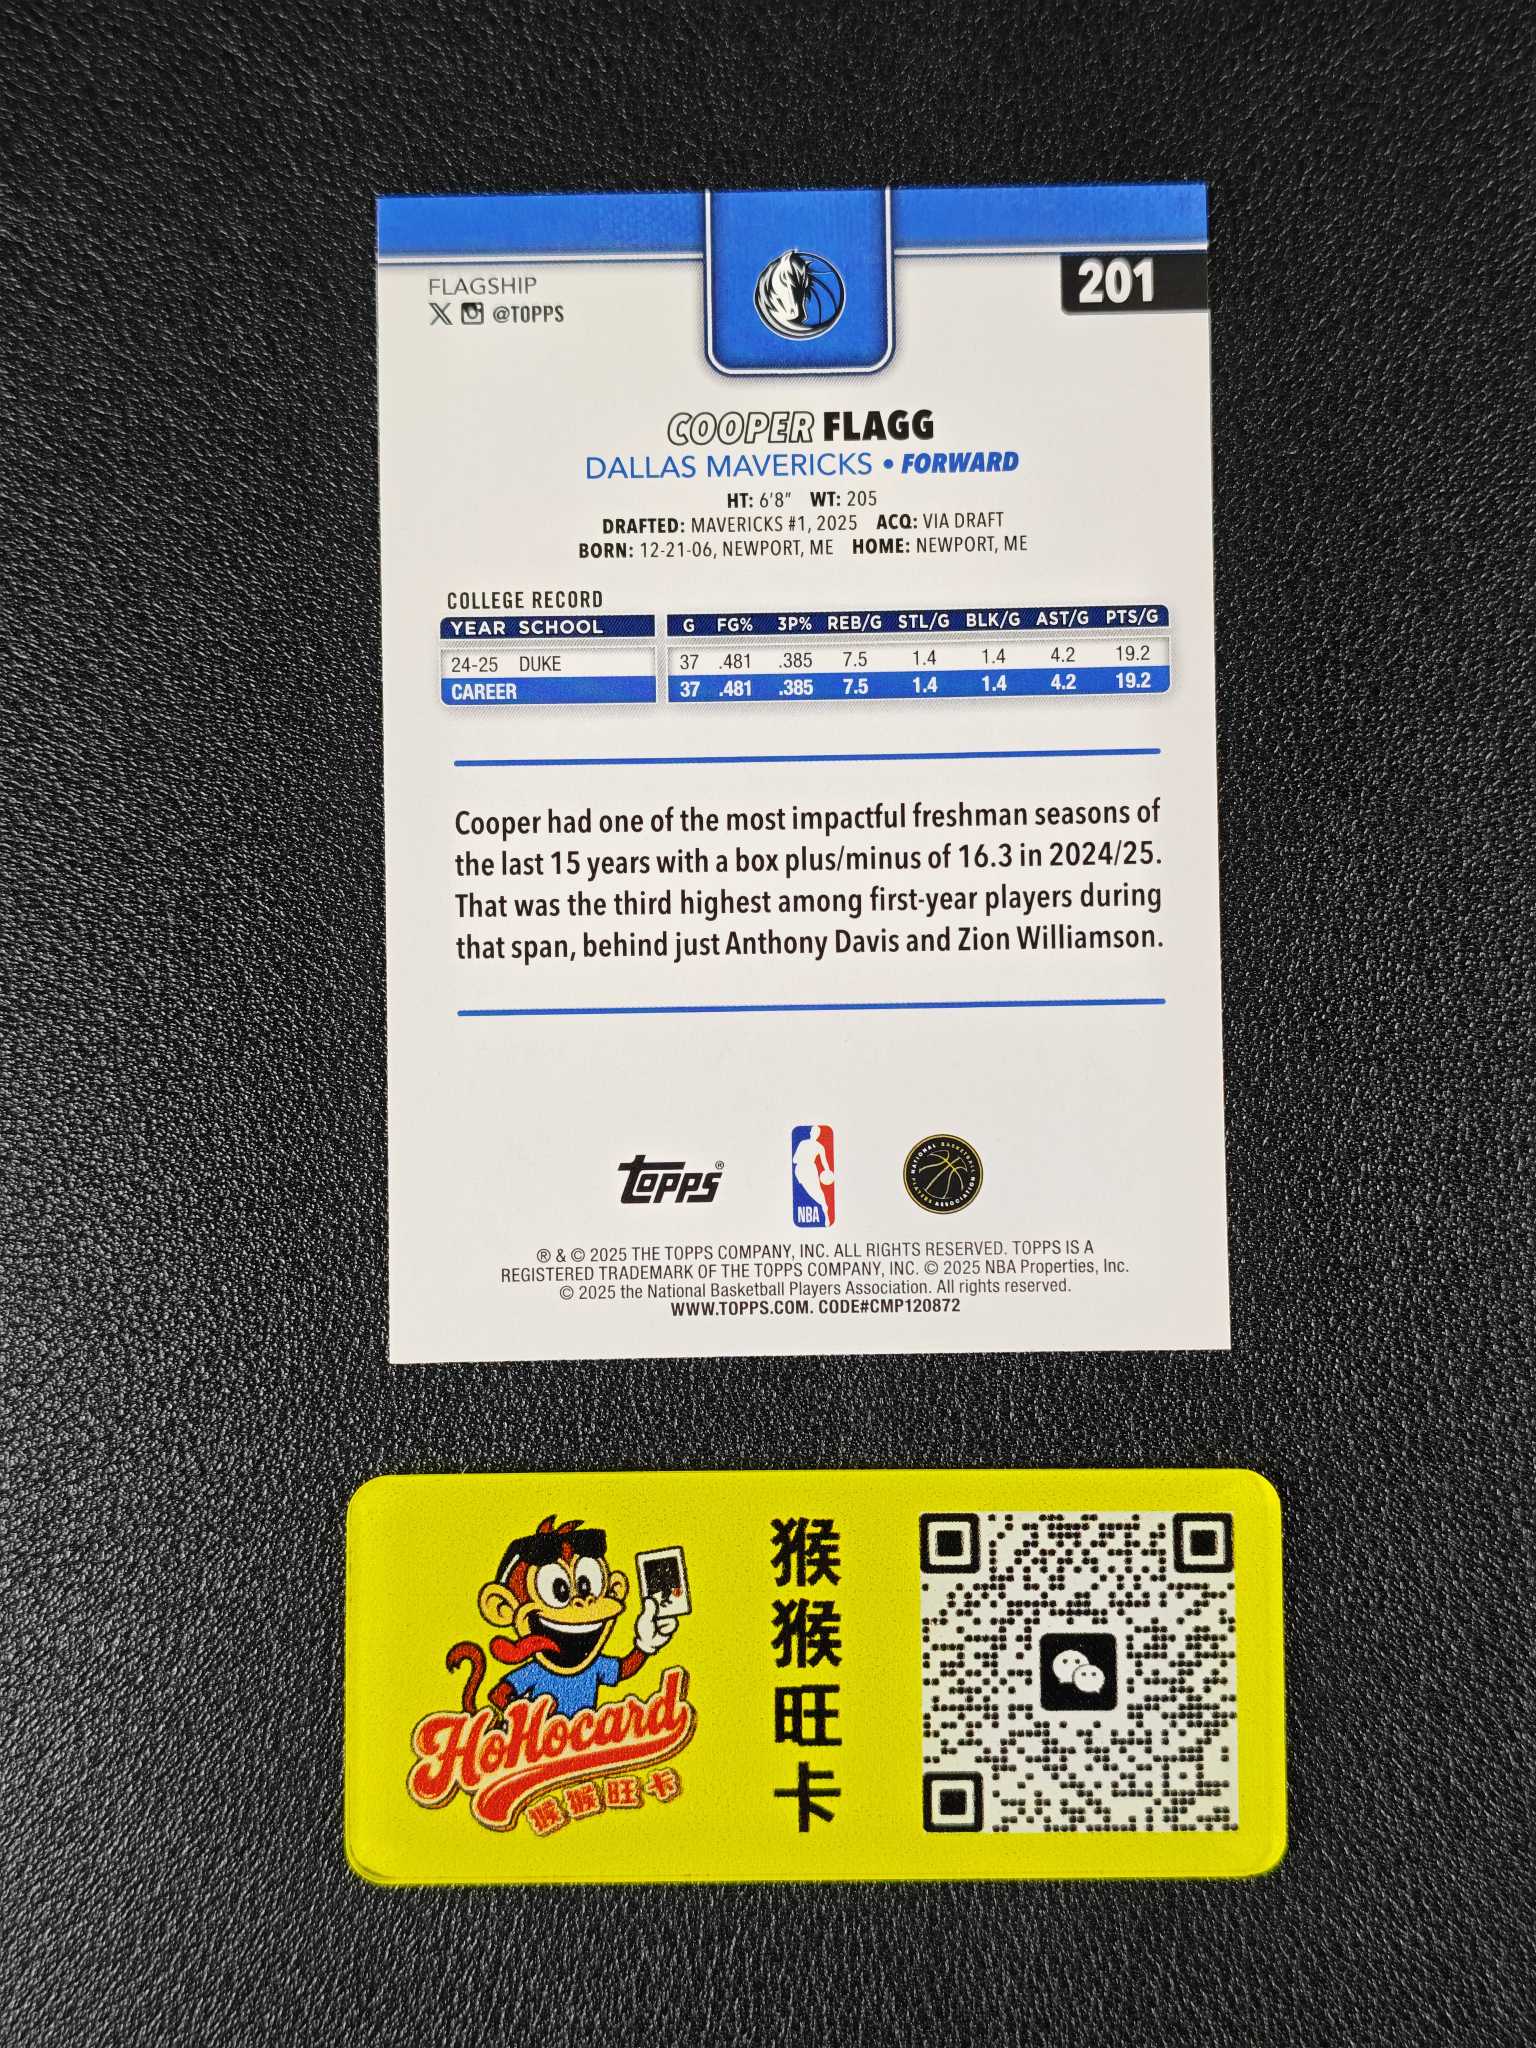 FLAGSHIP
@TOPPS
201
COOPER FLAGG
DALLAS MAVERICKS • FORWARD
HT: 6'8" WT: 205
DRAFTED: MAVERICKS #1, 2025 ACQ: VIA DRAFT
BORN: 12-21-06, NEWPORT, ME HOME: NEWPORT, ME
COLLEGE RECORD
YEAR SCHOOL G FG% 3P% REB/G STL/G BLK/G AST/G PTS/G
24-25 DUKE 37 .481 .385 7.5 1.4 1.4 4.2 19.2
CAREER 37 .481 .385 7.5 1.4 1.4 4.2 19.2
Cooper had one of the most impactful freshman seasons of
the last 15 years with a box plus/minus of 16.3 in 2024/25.
That was the third highest among first-year players during
that span, behind just Anthony Davis and Zion Williamson.
TOPPS®
NBA
NATIONAL BASKETBALL PLAYERS ASSOCIATION
® & © 2025 THE TOPPS COMPANY, INC. ALL RIGHTS RESERVED. TOPPS IS A
REGISTERED TRADEMARK OF THE TOPPS COMPANY, INC. © 2025 NBA Properties, Inc.
© 2025 the National Basketball Players Association. All rights reserved.
WWW.TOPPS.COM. CODE#CMP120872
HoHocard
猴猴旺卡
猴猴旺卡